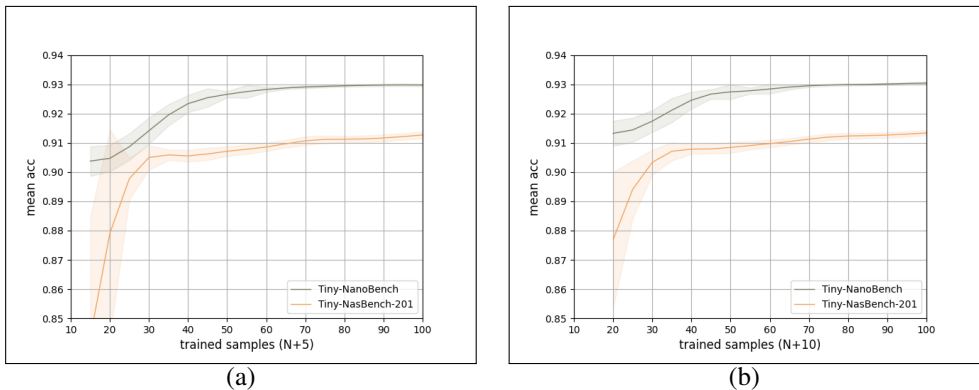 0.94
0.93
0.92
0.91
0.90
0.89
0.88
0.87
0.86
0.85
mean acc
10 20 30 40 50 60 70 80 90 100
trained samples (N+5)
Tiny-NanoBench
Tiny-NasBench-201
(a)
0.94
0.93
0.92
0.91
0.90
0.89
0.88
0.87
0.86
0.85
mean acc
10 20 30 40 50 60 70 80 90 100
trained samples (N+10)
Tiny-NanoBench
Tiny-NasBench-201
(b)